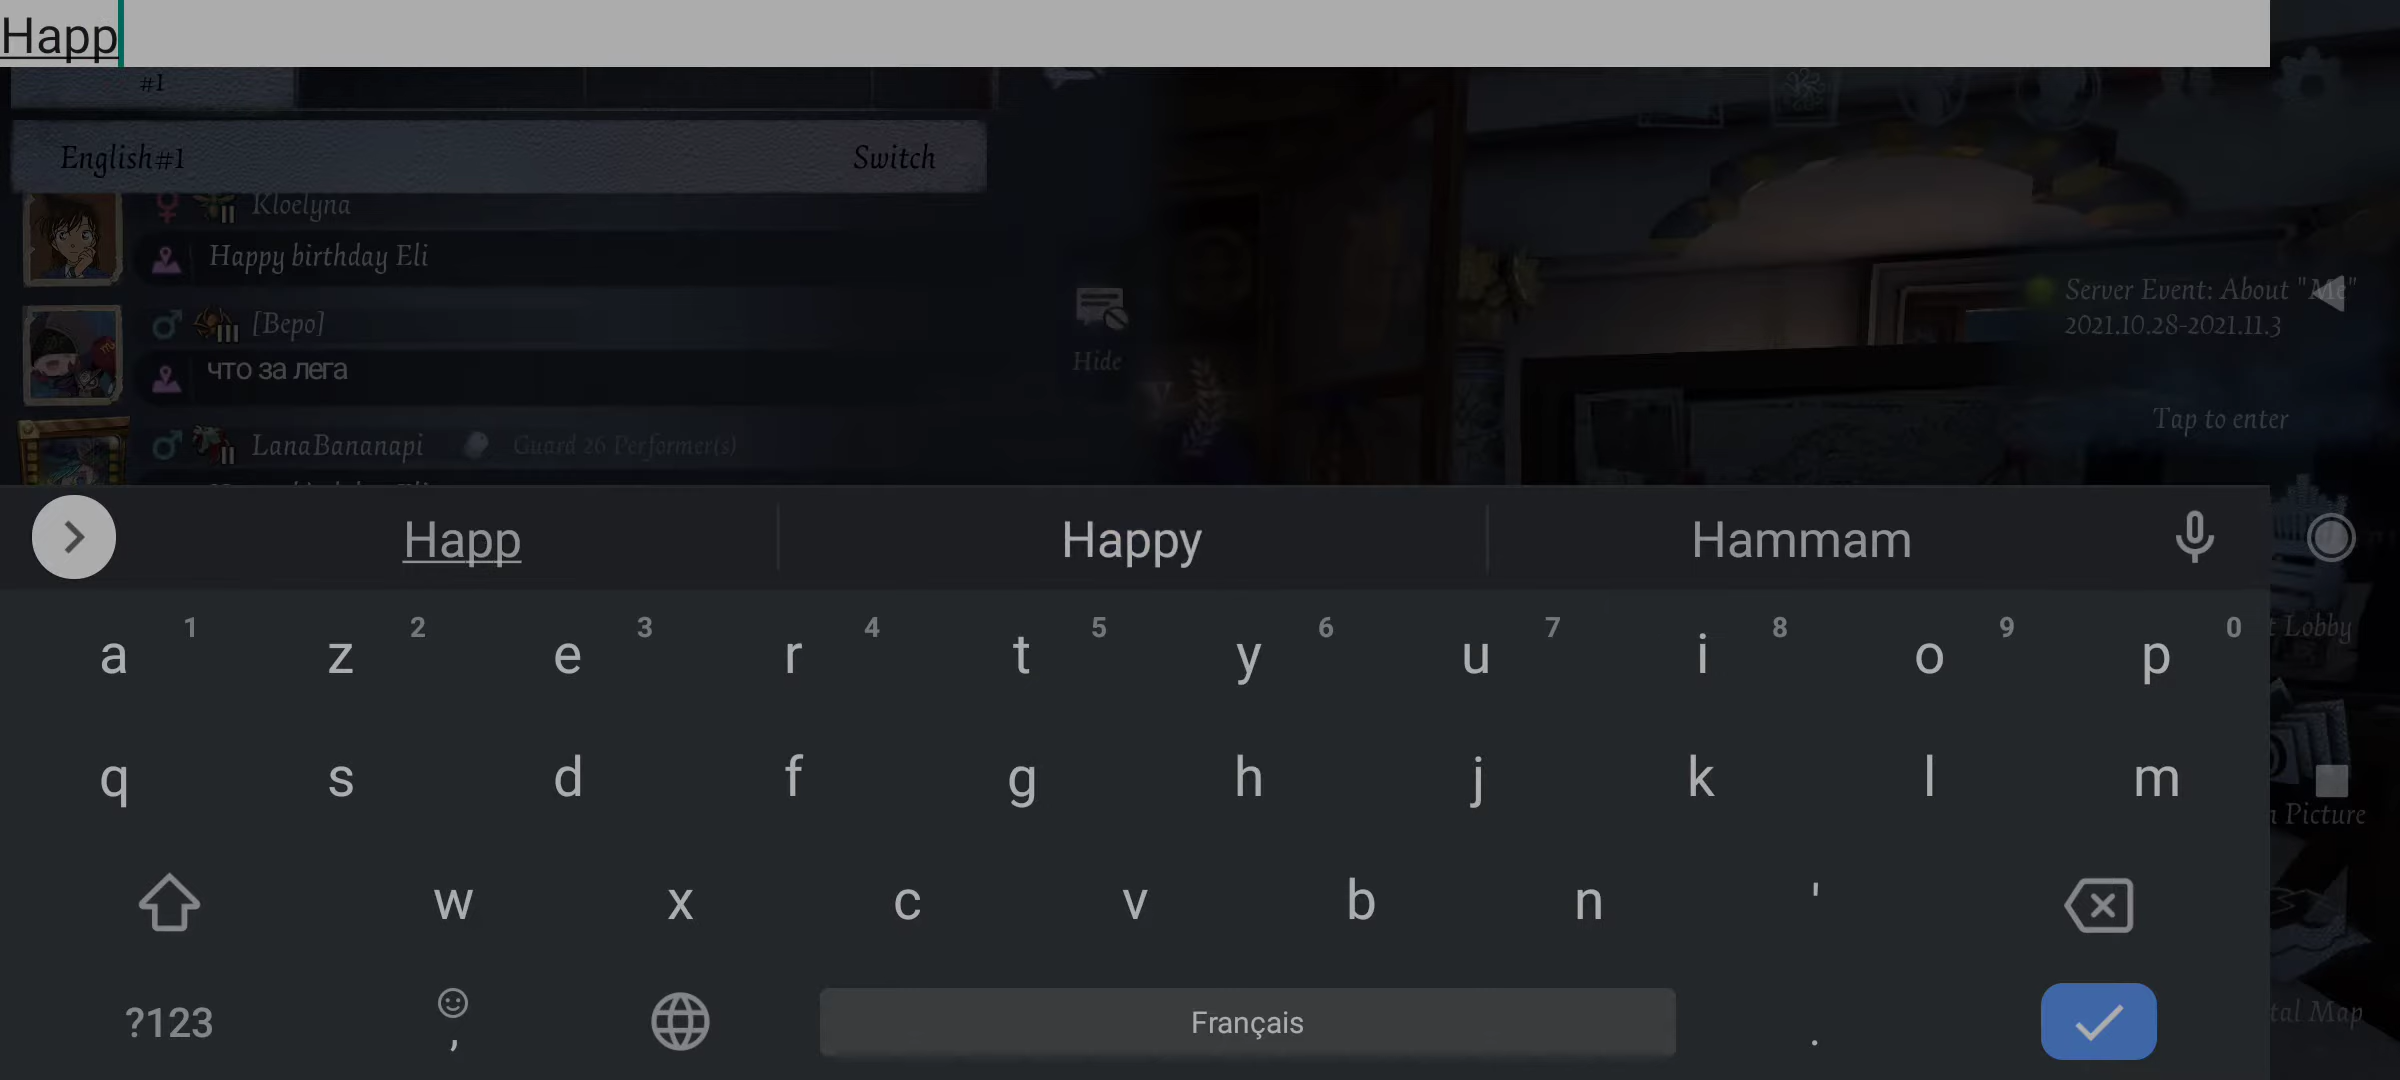 Happ
#1
English#1 Switch
Kloelyna
Happy birthday Eli
[Bepo]
что за лега
Hide
LanaBananapi Guard 26 Performer(s)
Server Event: About "Me"
2021.10.28-2021.11.3
Tap to enter
Happ Happy Hammam
a 1 z 2 e 3 r 4 t 5 y 6 u 7 i 8 o 9 p 0
Lobby
q s d f g h j k l m
Picture
w x c v b n '
?123 , Français .
Map